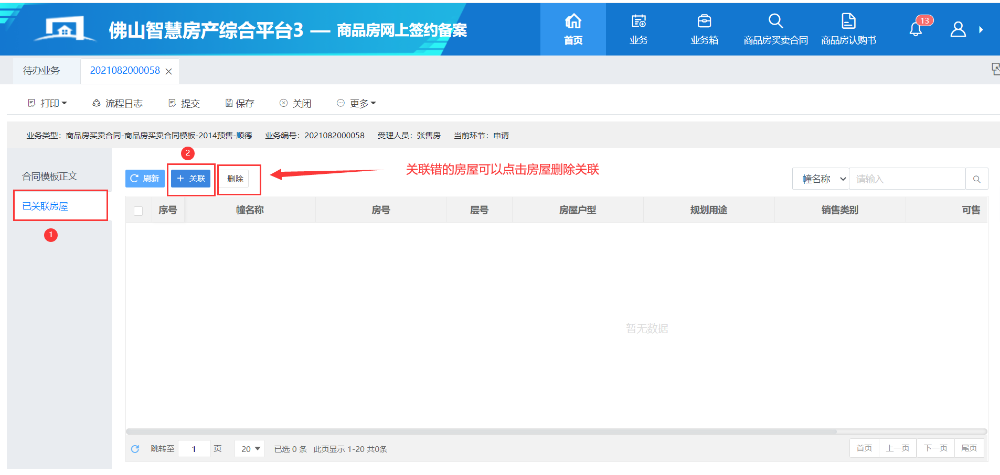 佛山智慧房产综合平台3 — 商品房网上签约备案
首页
业务
业务箱
商品房买卖合同
商品房认购书
13
待办业务
2021082000058
打印
流程日志
提交
保存
关闭
更多
业务类型：商品房买卖合同-商品房买卖合同模板-2014预售-顺德 业务编号：2021082000058 受理人员：张售房 当前环节：申请
2
合同模板正文
已关联房屋
1
刷新
关联
删除
关联错的房屋可以点击房屋删除关联
幢名称
请输入
序号 幢名称 房号 层号 房屋户型 规划用途 销售类别 可售
暂无数据
跳转至 1 页 20 已选 0 条 此页显示 1-20 共0条
首页 上一页 下一页 尾页